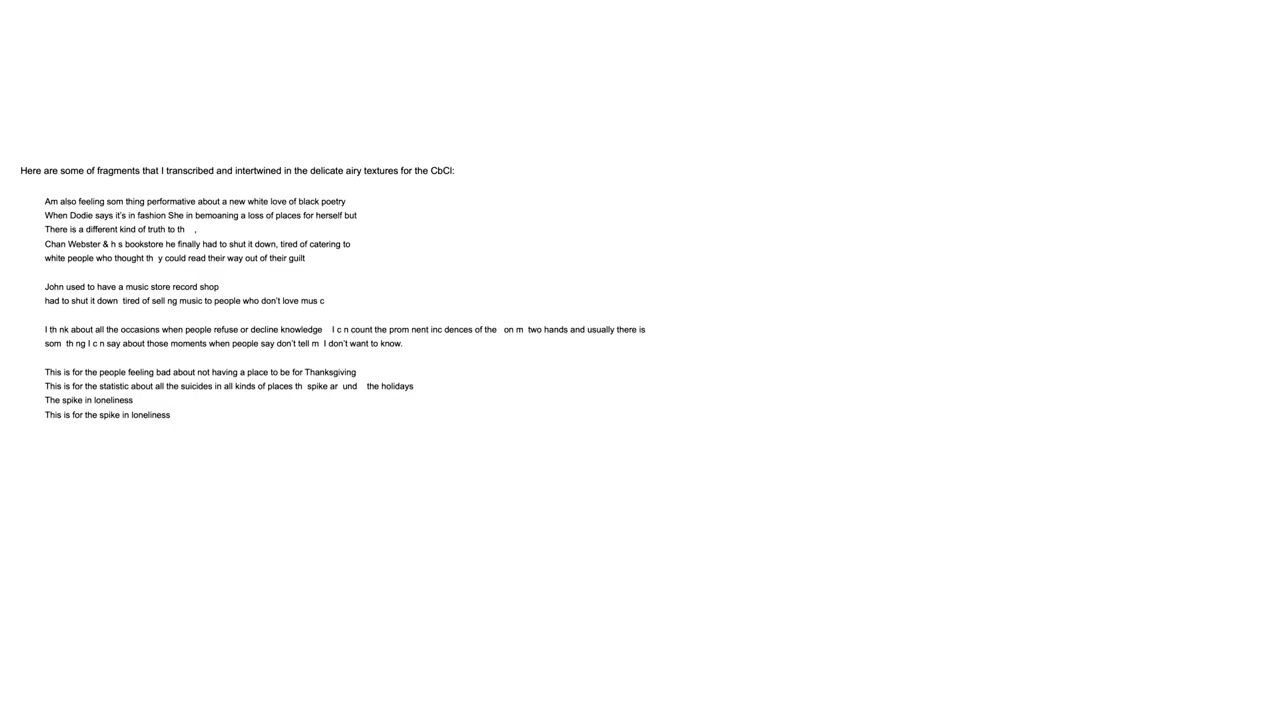 Here are some of fragments that I transcribed and intertwined in the delicate airy textures for the CbCl:
Am also feeling som thing performative about a new white love of black poetry
When Dodie says it's in fashion She in bemoaning a loss of places for herself but
There is a different kind of truth to th    ,
Chan Webster & h s bookstore he finally had to shut it down, tired of catering to
white people who thought th  y could read their way out of their guilt
John used to have a music store record shop
had to shut it down  tired of sell ng music to people who don't love mus c
I th nk about all the occasions when people refuse or decline knowledge    I c n count the prom nent inc dences of the   on m  two hands and usually there is
som  th ng I c n say about those moments when people say don't tell m  I don't want to know.
This is for the people feeling bad about not having a place to be for Thanksgiving
This is for the statistic about all the suicides in all kinds of places th  spike ar  und    the holidays
The spike in loneliness
This is for the spike in loneliness